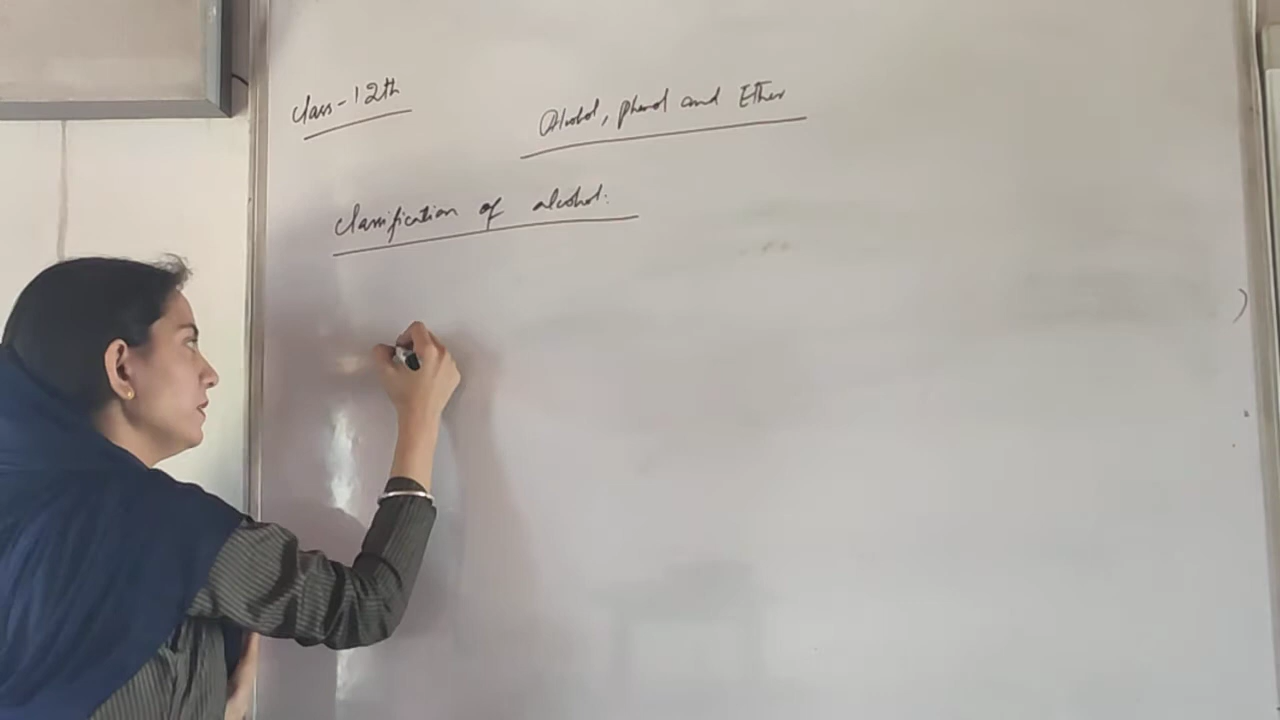 Class-12th
Alcohol, phenol and Ether
Classification of alcohol: